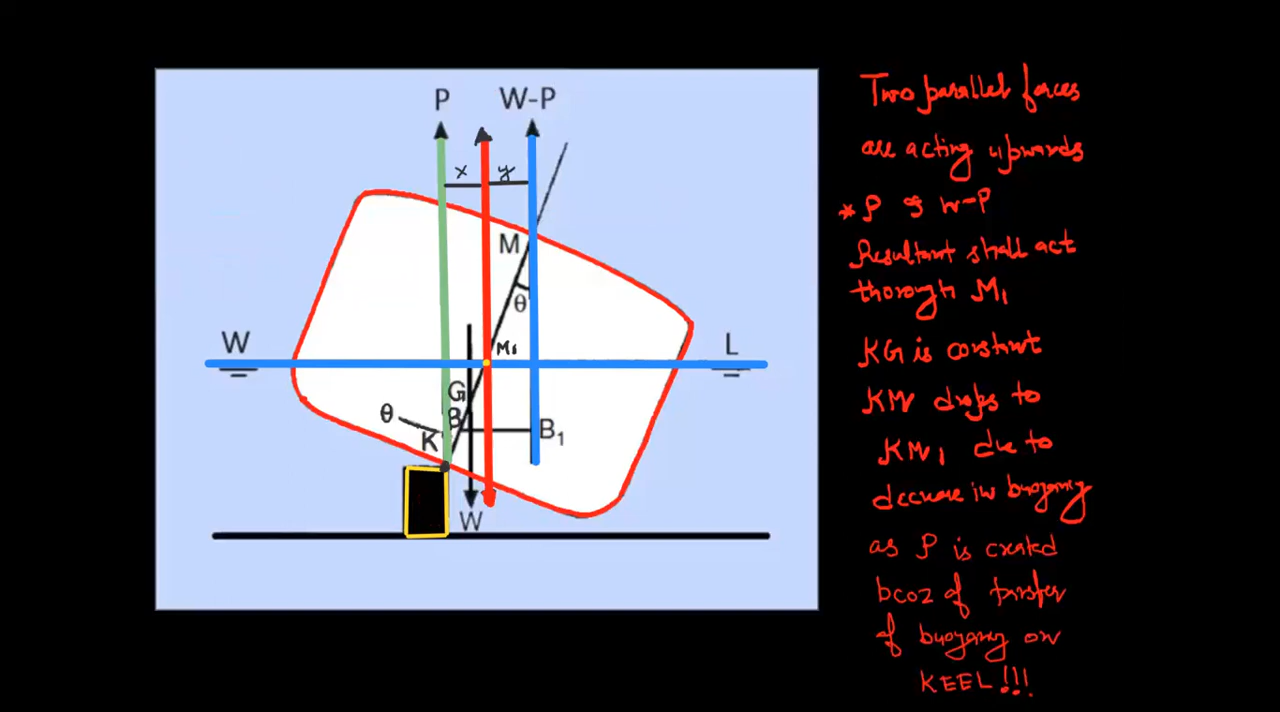 P W-P
x y
M
θ
W L
M₁
G
θ B
K B₁
W
Two parallel forces
are acting upwards
* P & W-P
Resultant shall act
thorough M₁
KG is constant
KM drops to
KM₁ due to
decrease in buoyancy
as P is created
bcoz of transfer
of buoyancy on
KEEL!!!